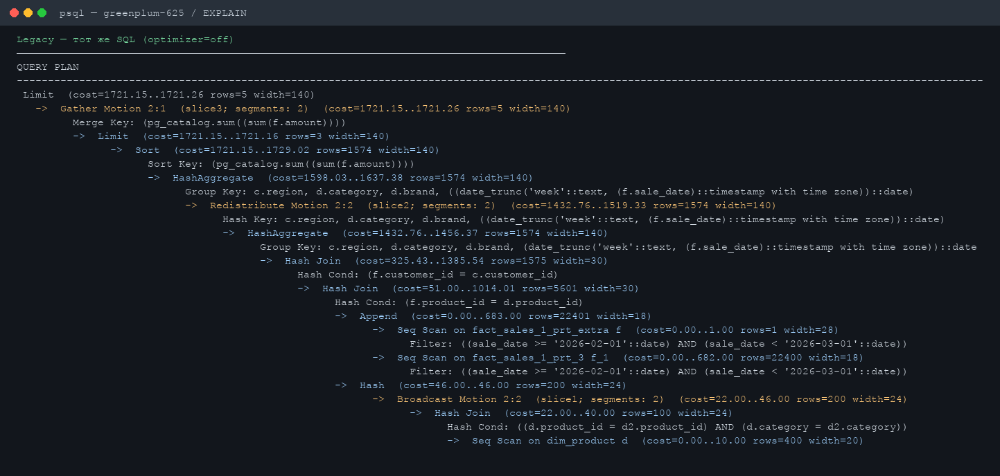 psql — greenplum-625 / EXPLAIN
Legacy — тот же SQL (optimizer=off)
QUERY PLAN
Limit  (cost=1721.15..1721.26 rows=5 width=140)
->  Gather Motion 2:1  (slice3; segments: 2)  (cost=1721.15..1721.26 rows=5 width=140)
Merge Key: (pg_catalog.sum((sum(f.amount))))
->  Limit  (cost=1721.15..1721.16 rows=3 width=140)
->  Sort  (cost=1721.15..1729.02 rows=1574 width=140)
Sort Key: (pg_catalog.sum((sum(f.amount))))
->  HashAggregate  (cost=1598.03..1637.38 rows=1574 width=140)
Group Key: c.region, d.category, d.brand, ((date_trunc('week'::text, (f.sale_date)::timestamp with time zone))::date)
->  Redistribute Motion 2:2  (slice2; segments: 2)  (cost=1432.76..1519.33 rows=1574 width=140)
Hash Key: c.region, d.category, d.brand, ((date_trunc('week'::text, (f.sale_date)::timestamp with time zone))::date)
->  HashAggregate  (cost=1432.76..1456.37 rows=1574 width=140)
Group Key: c.region, d.category, d.brand, (date_trunc('week'::text, (f.sale_date)::timestamp with time zone))::date
->  Hash Join  (cost=325.43..1385.54 rows=1575 width=30)
Hash Cond: (f.customer_id = c.customer_id)
->  Hash Join  (cost=51.00..1014.01 rows=5601 width=30)
Hash Cond: (f.product_id = d.product_id)
->  Append  (cost=0.00..683.00 rows=22401 width=18)
->  Seq Scan on fact_sales_1_prt_extra f  (cost=0.00..1.00 rows=1 width=28)
Filter: ((sale_date >= '2026-02-01'::date) AND (sale_date < '2026-03-01'::date))
->  Seq Scan on fact_sales_1_prt_3 f_1  (cost=0.00..682.00 rows=22400 width=18)
Filter: ((sale_date >= '2026-02-01'::date) AND (sale_date < '2026-03-01'::date))
->  Hash  (cost=46.00..46.00 rows=200 width=24)
->  Broadcast Motion 2:2  (slice1; segments: 2)  (cost=22.00..46.00 rows=200 width=24)
->  Hash Join  (cost=22.00..40.00 rows=100 width=24)
Hash Cond: ((d.product_id = d2.product_id) AND (d.category = d2.category))
->  Seq Scan on dim_product d  (cost=0.00..10.00 rows=400 width=20)